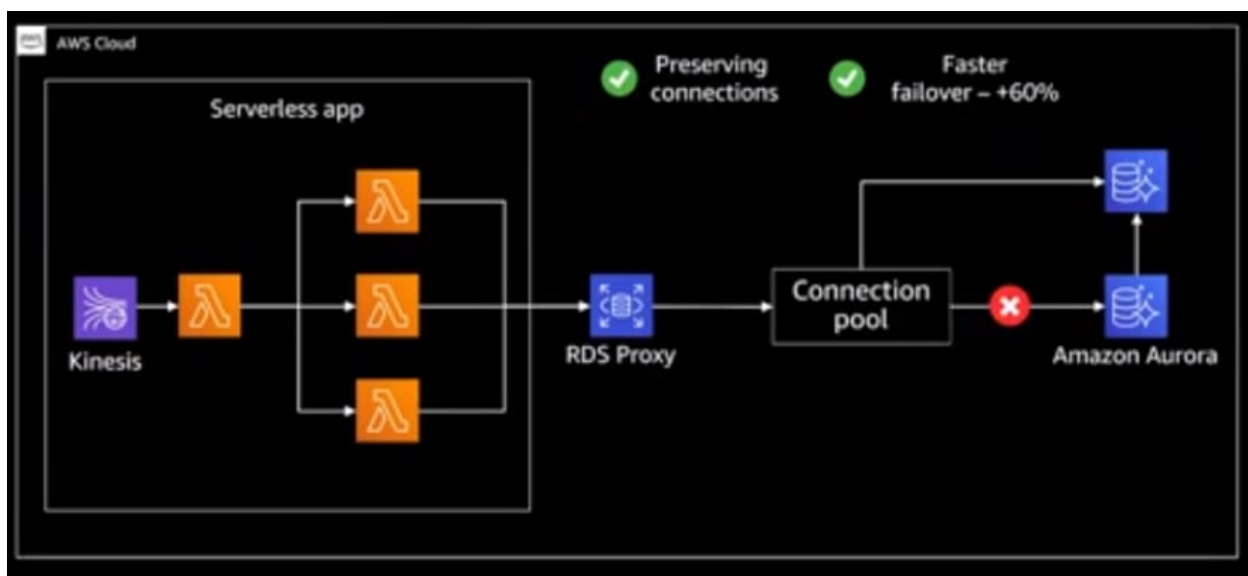 AWS Cloud
Serverless app
Preserving
connections
Faster
failover – +60%
Kinesis
RDS Proxy
Connection
pool
Amazon Aurora